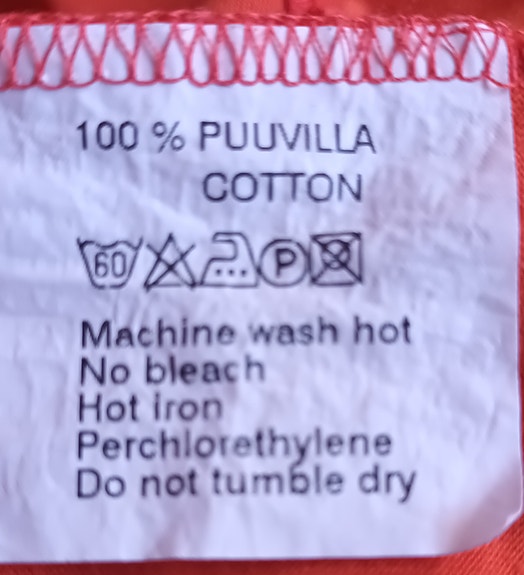 100 % PUUVILLA
COTTON
60 P
Machine wash hot
No bleach
Hot iron
Perchlorethylene
Do not tumble dry